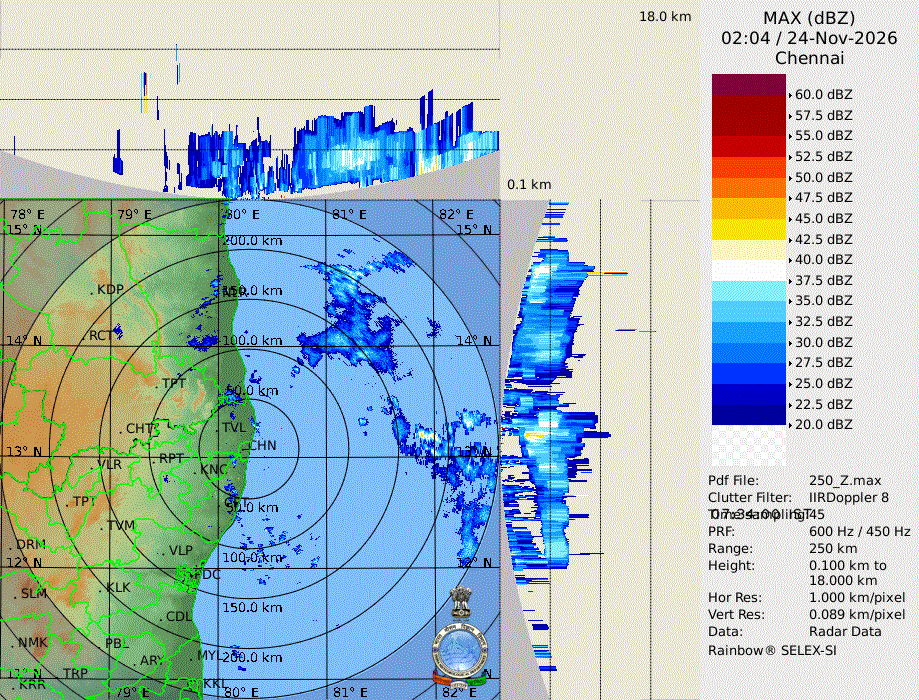 18.0 km
0.1 km
MAX (dBZ)
02:04 / 24-Nov-2026
Chennai
60.0 dBZ
57.5 dBZ
55.0 dBZ
52.5 dBZ
50.0 dBZ
47.5 dBZ
45.0 dBZ
42.5 dBZ
40.0 dBZ
37.5 dBZ
35.0 dBZ
32.5 dBZ
30.0 dBZ
27.5 dBZ
25.0 dBZ
22.5 dBZ
20.0 dBZ
Pdf File: 250_Z.max
Clutter Filter: IIRDoppler 8
PRF: 600 Hz / 450 Hz
Range: 250 km
Height: 0.100 km to
18.000 km
Hor Res: 1.000 km/pixel
Vert Res: 0.089 km/pixel
Data: Radar Data
Rainbow® SELEX-SI
78° E 79° E 80° E 81° E 82° E
15° N 15° N
200.0 km
KDP
150.0 km
RCT
14° N 100.0 km 14° N
TPT
50.0 km
CHT TVL
CHN
13° N 13° N
VLR RPT KNC
TPT
50.0 km
TVM
DRM VLP
100.0 km
12° N 12° N
PDC
SLM KLK
150.0 km
CDL
NMK PBL
ARY MYL 200.0 km
TRP
11° N 11° N
KRR KKL
79° E 80° E 81° E 82° E